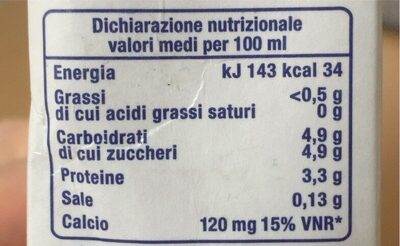 Dichiarazione nutrizionale
valori medi per 100 ml
Energia kJ 143 kcal 34
Grassi <0,5 g
di cui acidi grassi saturi 0 g
Carboidrati 4,9 g
di cui zuccheri 4,9 g
Proteine 3,3 g
Sale 0,13 g
Calcio 120 mg 15% VNR*